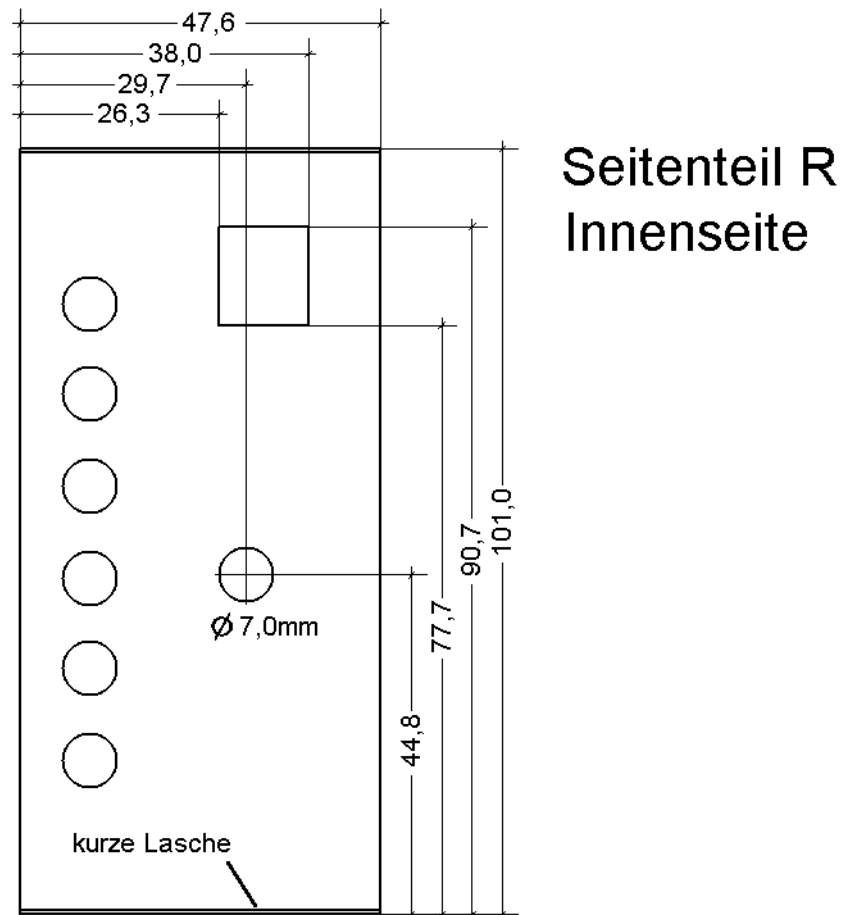 47,6
38,0
29,7
26,3
Seitenteil R
Innenseite
101,0
90,7
77,7
44,8
Ø 7,0mm
kurze Lasche